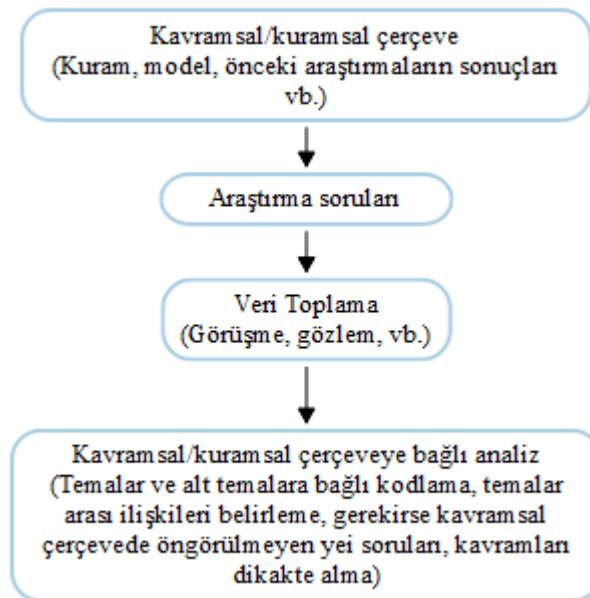 Kavramsal/kuramsal çerçeve
(Kuram, model, önceki araştırmaların sonuçları
vb.)
Araştırma soruları
Veri Toplama
(Görüşme, gözlem, vb.)
Kavramsal/kuramsal çerçeveye bağlı analiz
(Temalar ve alt temalara bağlı kodlama, temalar
arası ilişkileri belirleme, gerekirse kavramsal
çerçevede öngörülmeyen yei soruları, kavramları
dikakte alma)